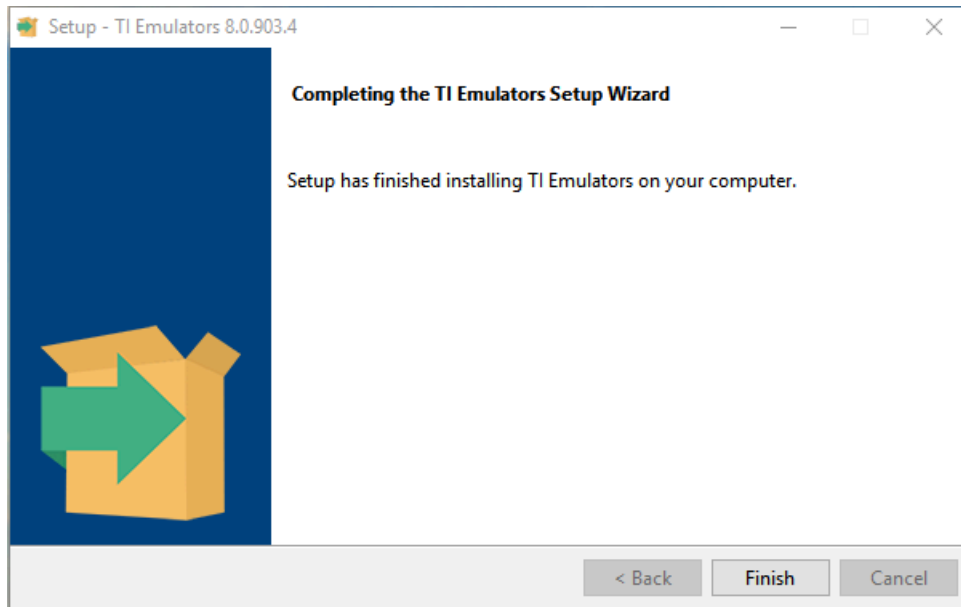 Setup - TI Emulators 8.0.903.4
Completing the TI Emulators Setup Wizard
Setup has finished installing TI Emulators on your computer.
< Back
Finish
Cancel